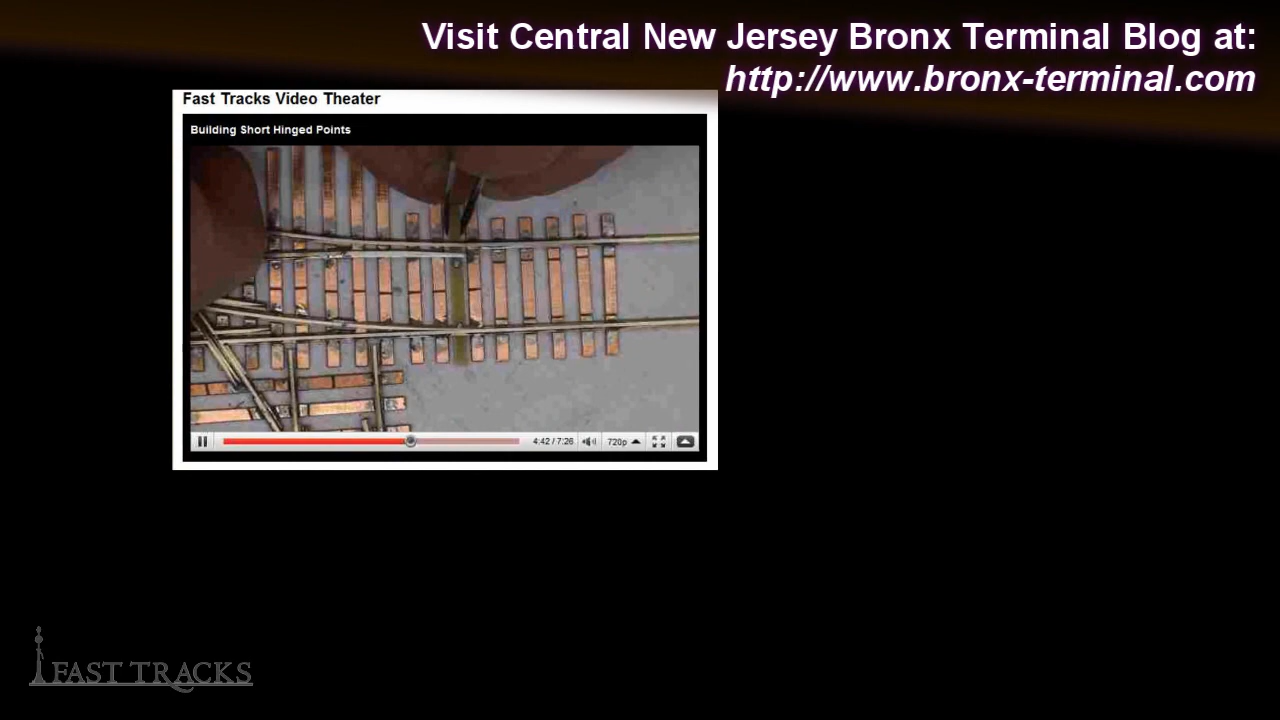 Visit Central New Jersey Bronx Terminal Blog at:
http://www.bronx-terminal.com
Fast Tracks Video Theater
Building Short Hinged Points
4:42 / 7:26 720p
FAST TRACKS